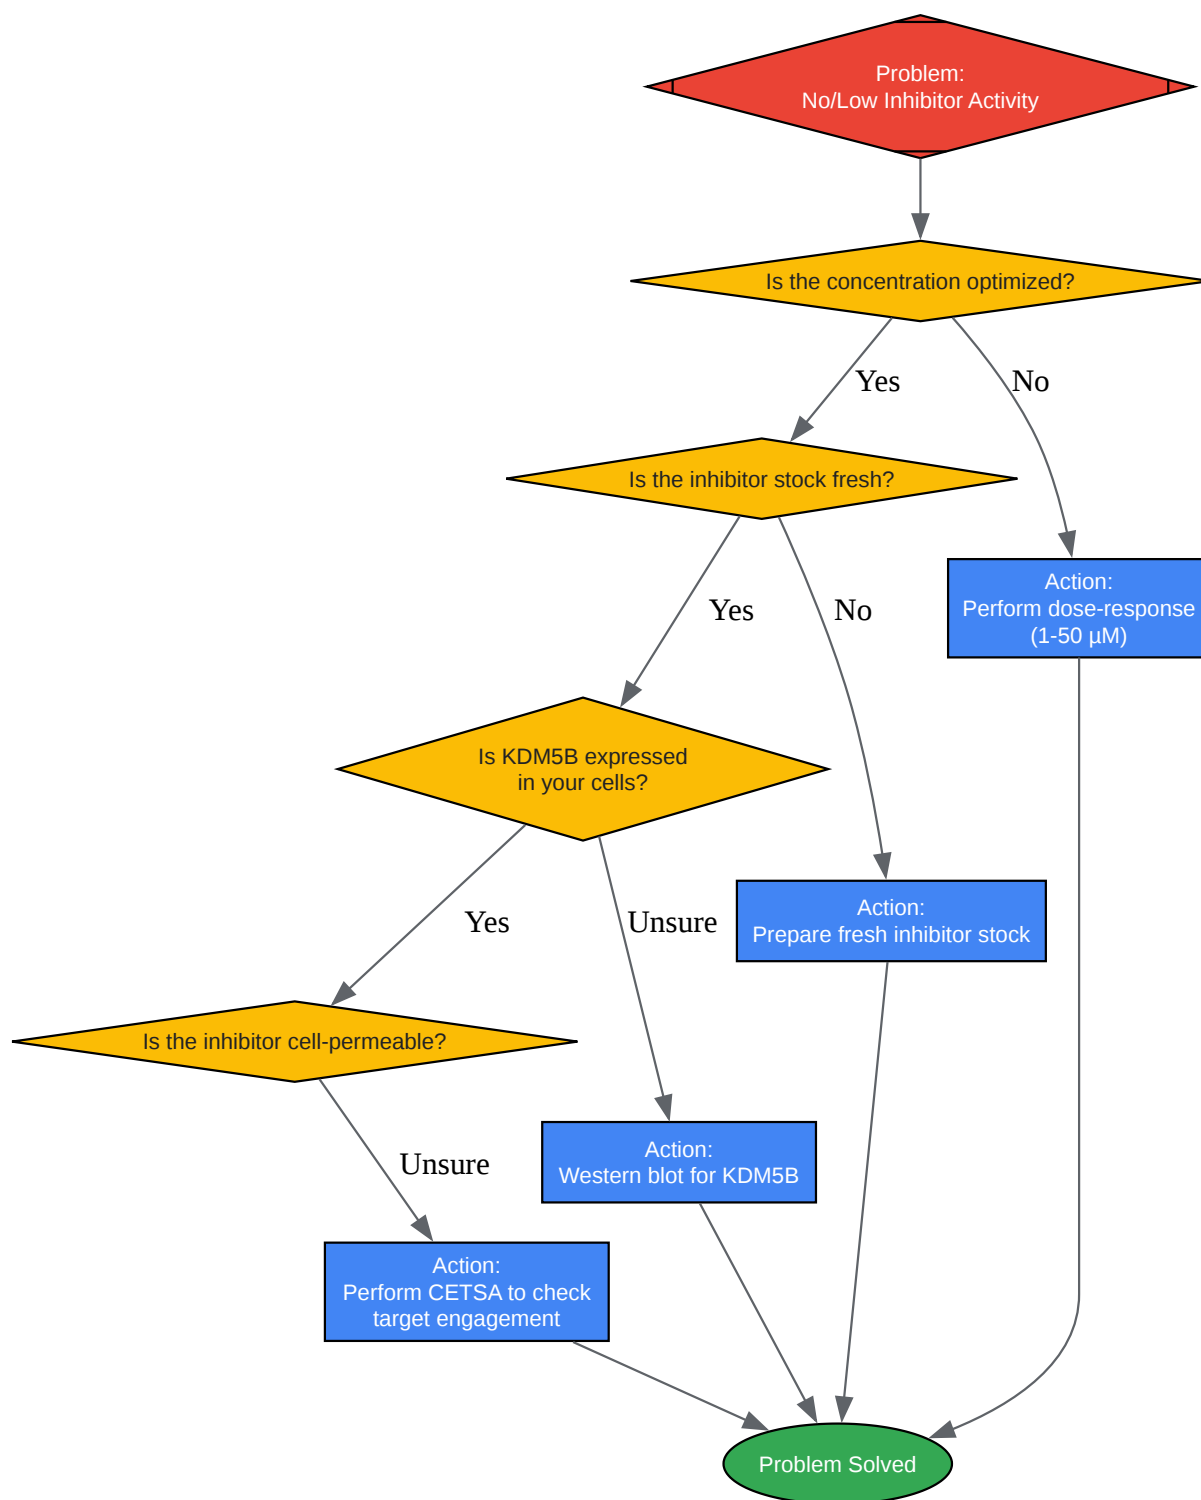 Problem:
No/Low Inhibitor Activity
Is the concentration optimized?
Yes
No
Is the inhibitor stock fresh?
Action:
Perform dose-response
(1-50 µM)
Yes
No
Is KDM5B expressed
in your cells?
Action:
Prepare fresh inhibitor stock
Yes
Unsure
Is the inhibitor cell-permeable?
Action:
Western blot for KDM5B
Unsure
Action:
Perform CETSA to check
target engagement
Problem Solved